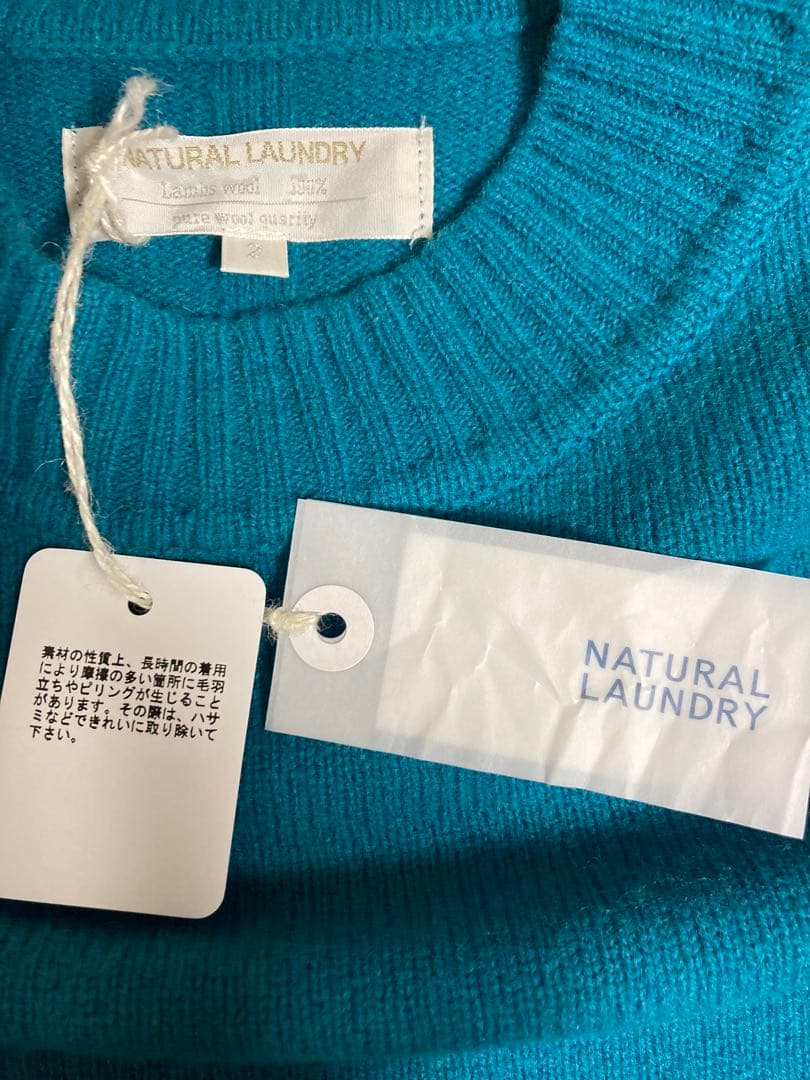 NATURAL LAUNDRY
Lambs wool 100%
pure wool quarity
2
素材の性質上、長時間の着用
により摩擦の多い箇所に毛羽
立ちやピリングが生じること
があります。その際は、ハサ
ミなどできれいに取り除いて
下さい。
NATURAL
LAUNDRY